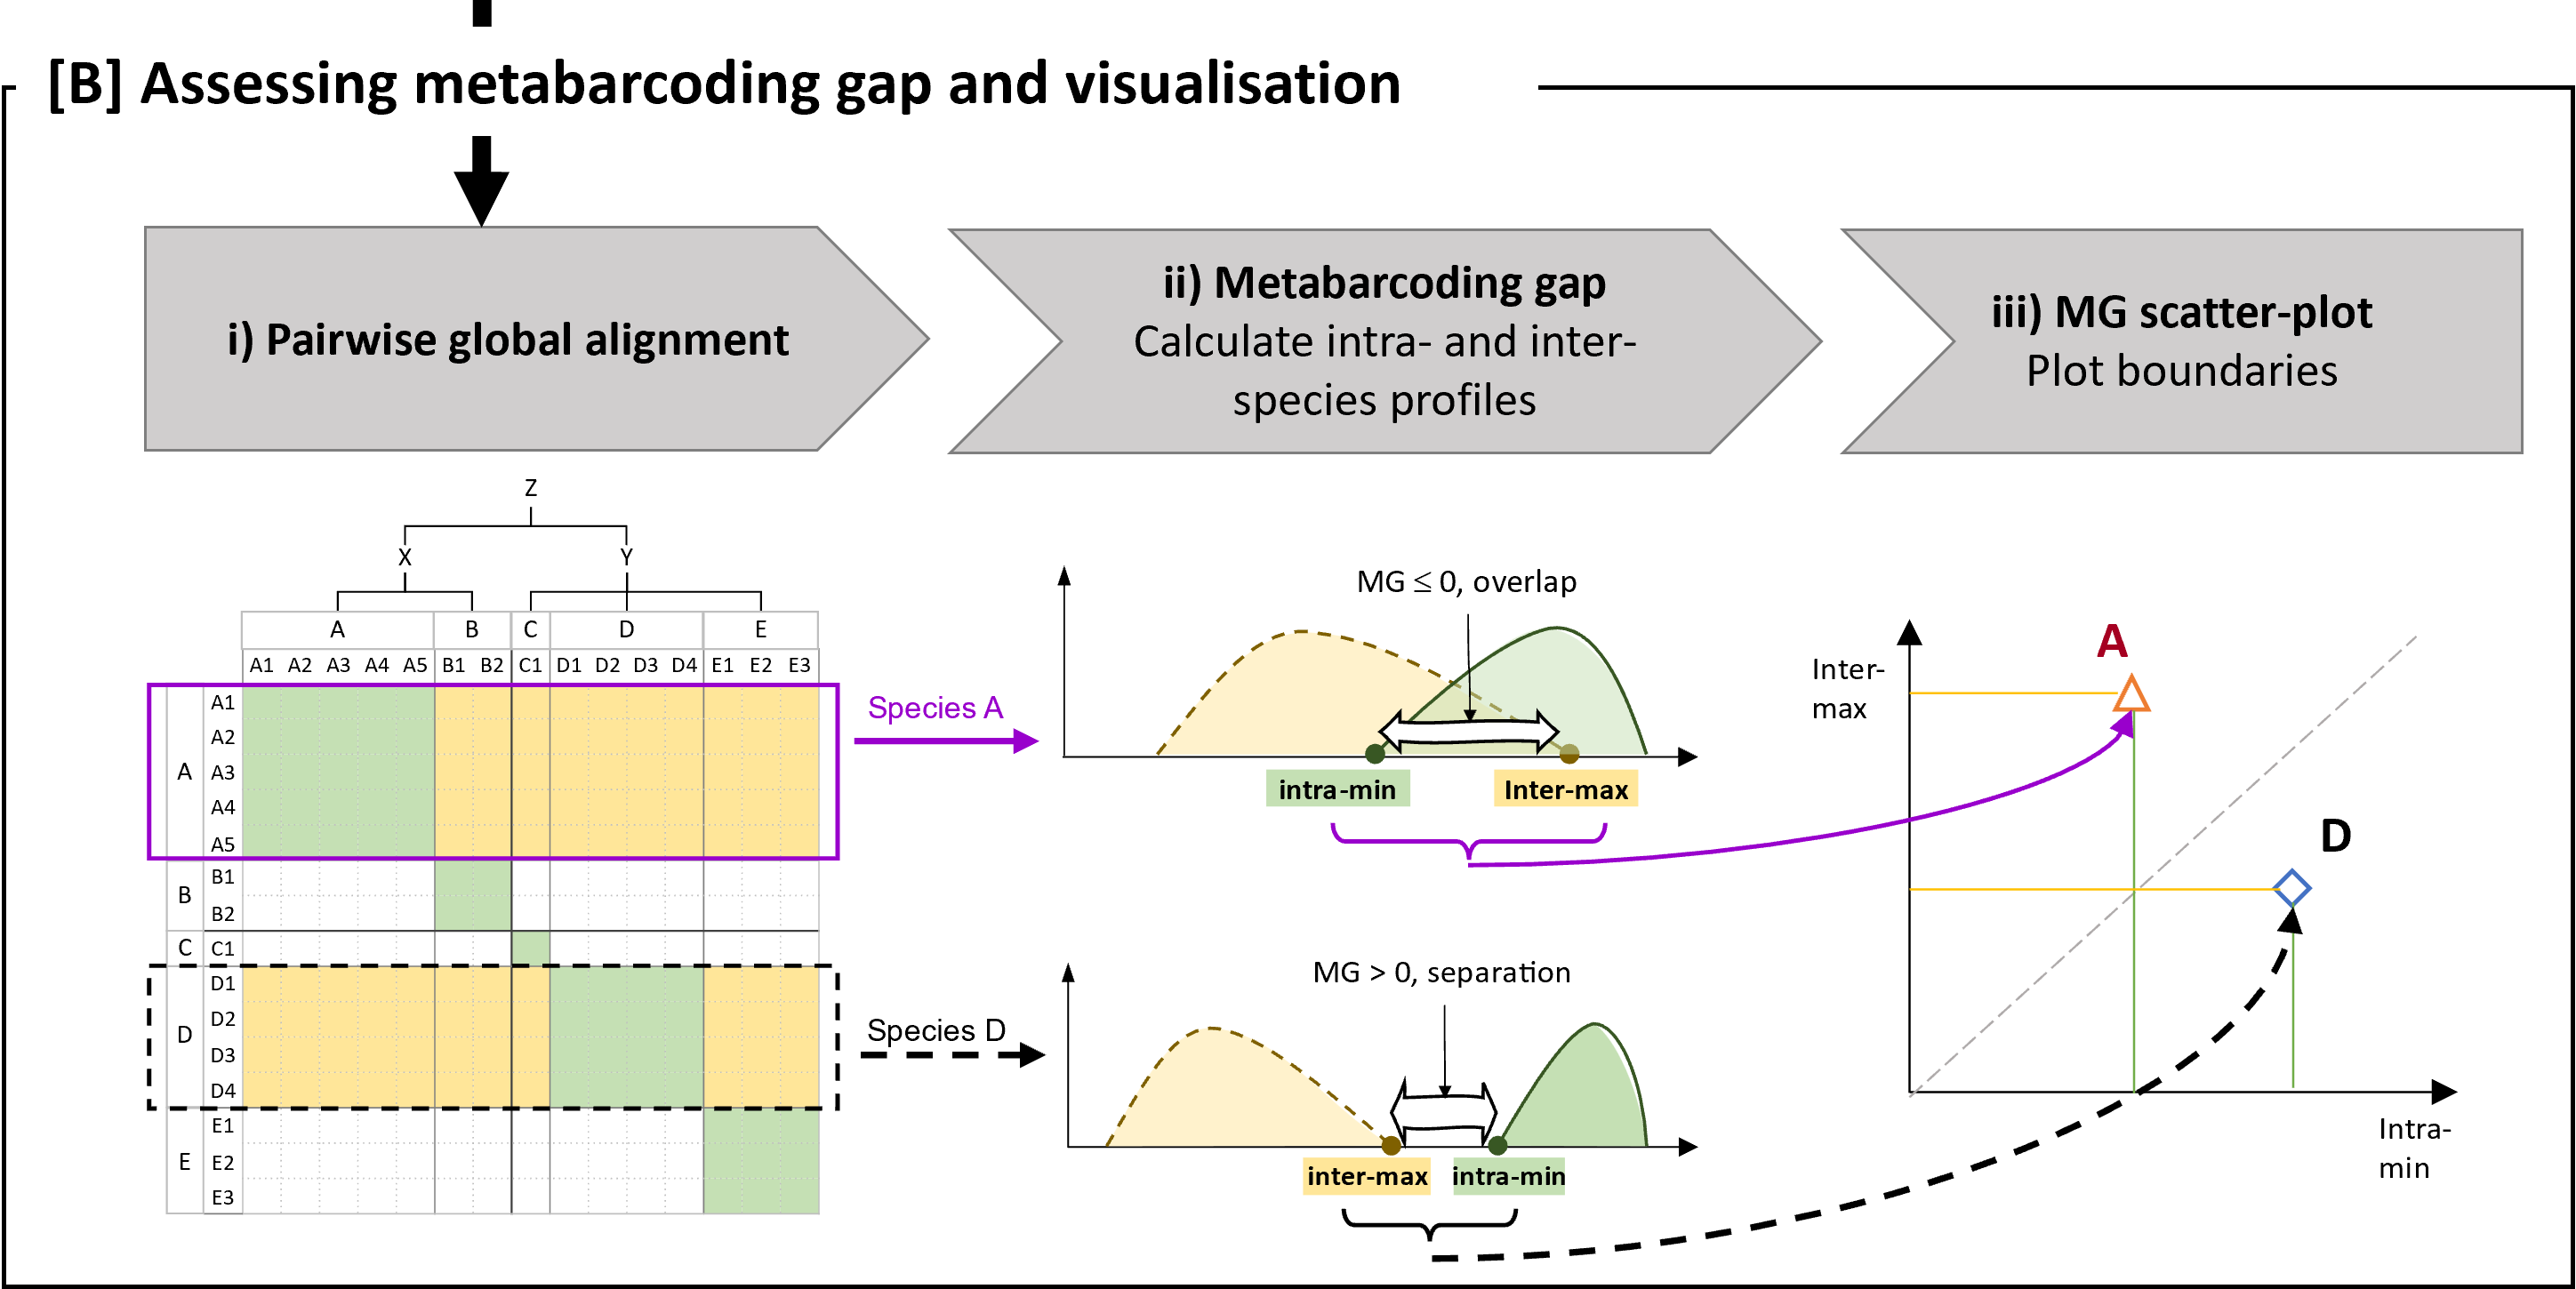 [B] Assessing metabarcoding gap and visualisation
i) Pairwise global alignment
ii) Metabarcoding gap
Calculate intra- and inter-
species profiles
iii) MG scatter-plot
Plot boundaries
Z
X Y
A B C D E
A1 A2 A3 A4 A5 B1 B2 C1 D1 D2 D3 D4 E1 E2 E3
A
A1
A2
A3
A4
A5
B
B1
B2
C
C1
D
D1
D2
D3
D4
E
E1
E2
E3
Species A
Species D
MG ≤ 0, overlap
intra-min
Inter-max
MG > 0, separation
inter-max
intra-min
Inter-
max
A
D
Intra-
min